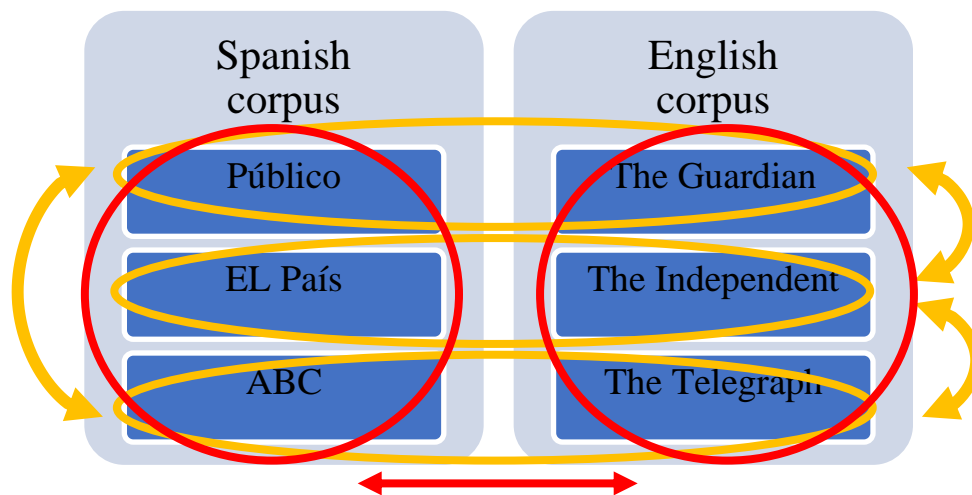 Spanish
corpus
Público
EL País
ABC
English
corpus
The Guardian
The Independent
The Telegraph